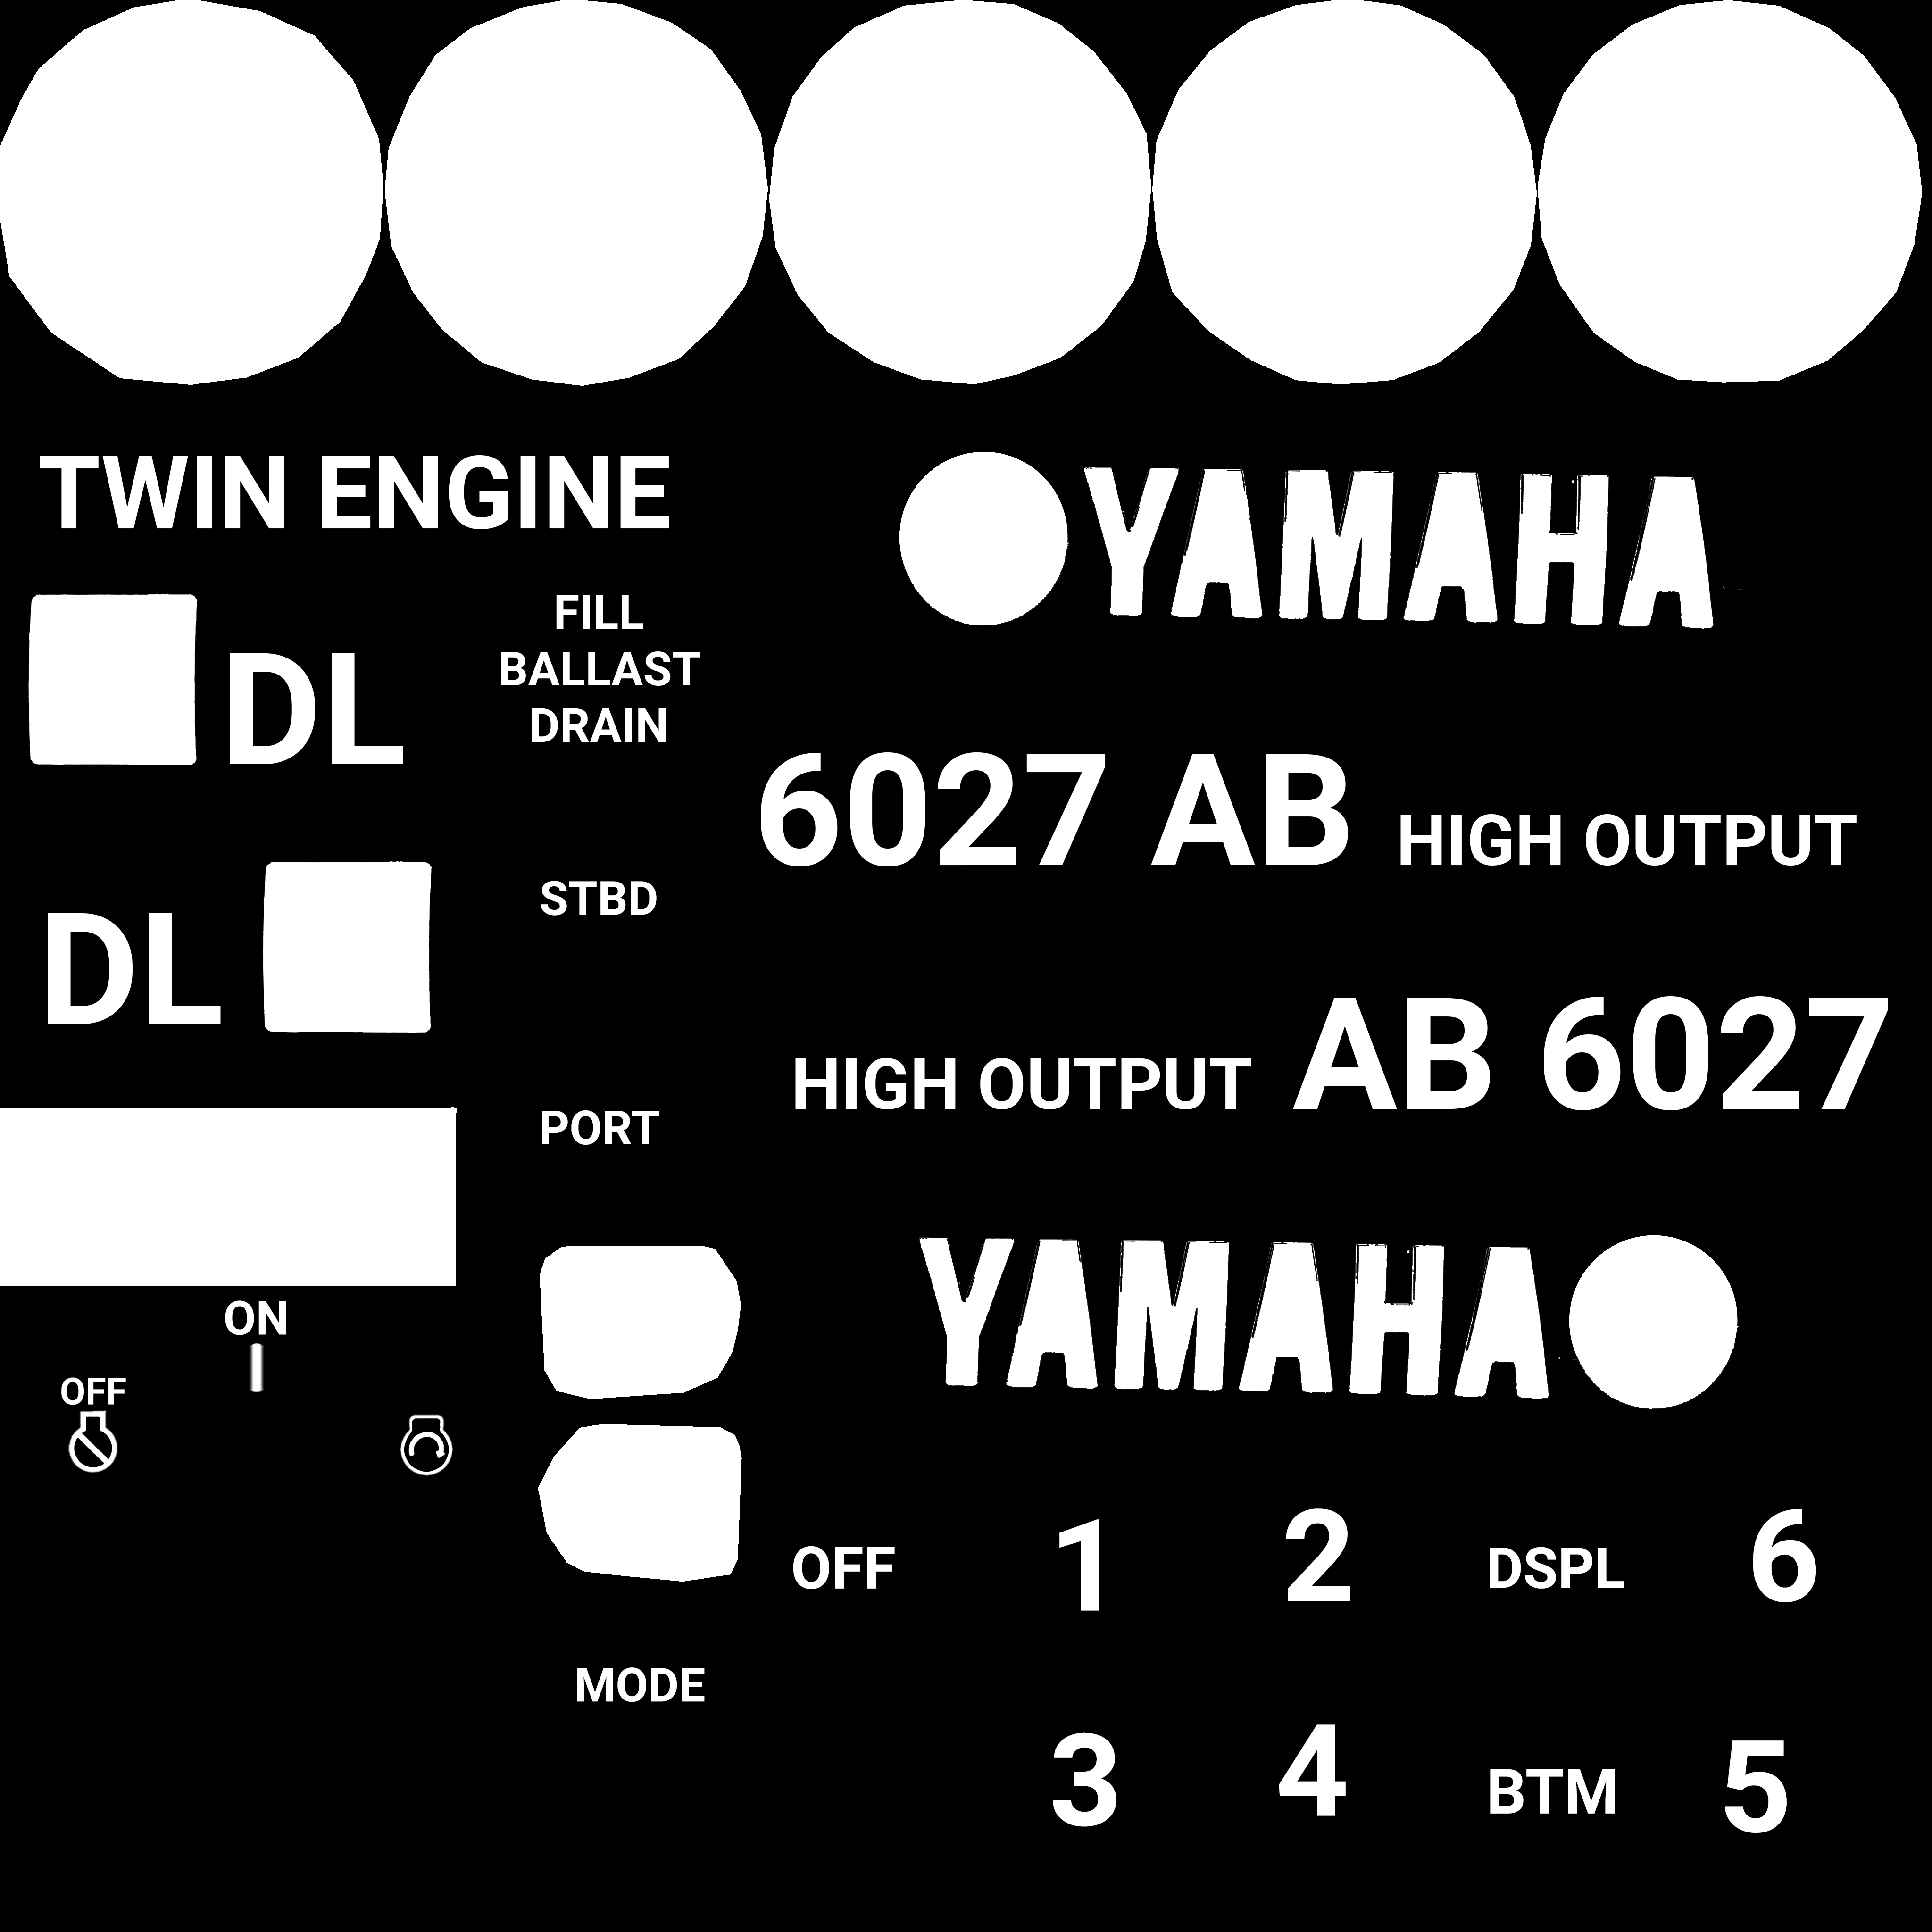 TWIN ENGINE
YAMAHA
FILL
DL
BALLAST
DRAIN
6027 AB
HIGH OUTPUT
STBD
DL
AB 6027
HIGH OUTPUT
PORT
YAMAHA
ON
OFF
OFF
1
2
DSPL
6
MODE
3
4
BTM
5